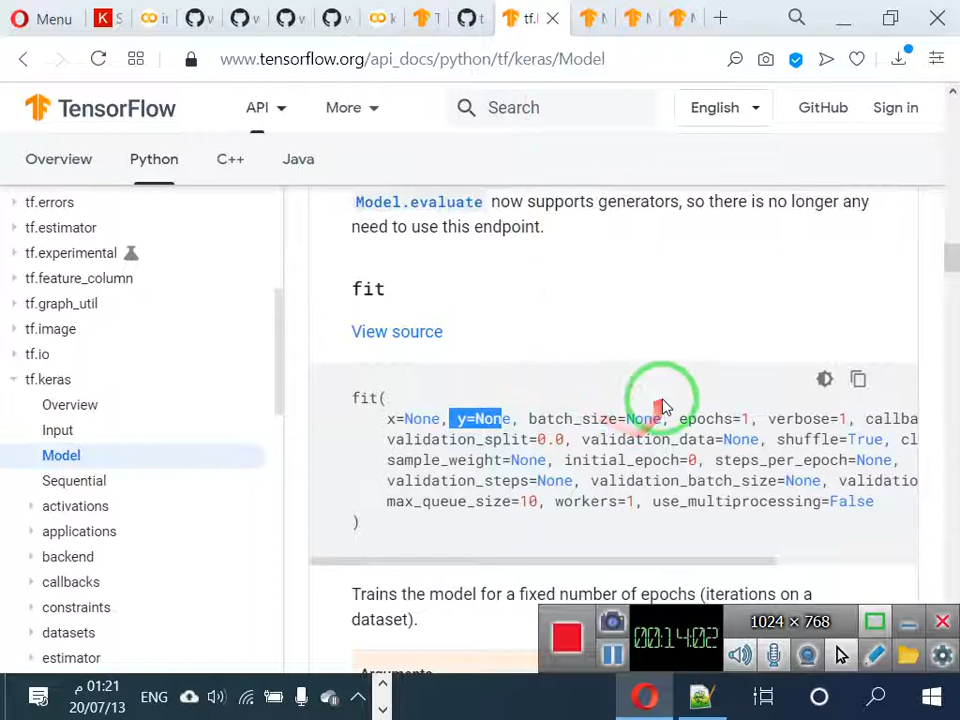 Menu
S
in
w
w
w
k
T
t
tf.l
M
M
M
www.tensorflow.org/api_docs/python/tf/keras/Model
TensorFlow
API
More
Search
English
GitHub
Sign in
Overview
Python
C++
Java
tf.errors
tf.estimator
tf.experimental
tf.feature_column
tf.graph_util
tf.image
tf.io
tf.keras
Overview
Input
Model
Sequential
activations
applications
backend
callbacks
constraints
datasets
estimator
Model.evaluate now supports generators, so there is no longer any
need to use this endpoint.
fit
View source
fit(
x=None, y=None, batch_size=None, epochs=1, verbose=1, callba
validation_split=0.0, validation_data=None, shuffle=True, cl
sample_weight=None, initial_epoch=0, steps_per_epoch=None,
validation_steps=None, validation_batch_size=None, validatio
max_queue_size=10, workers=1, use_multiprocessing=False
)
Trains the model for a fixed number of epochs (iterations on a
dataset).
Arguments
00:14:02
1024 × 768
01:21 م
20/07/13
ENG